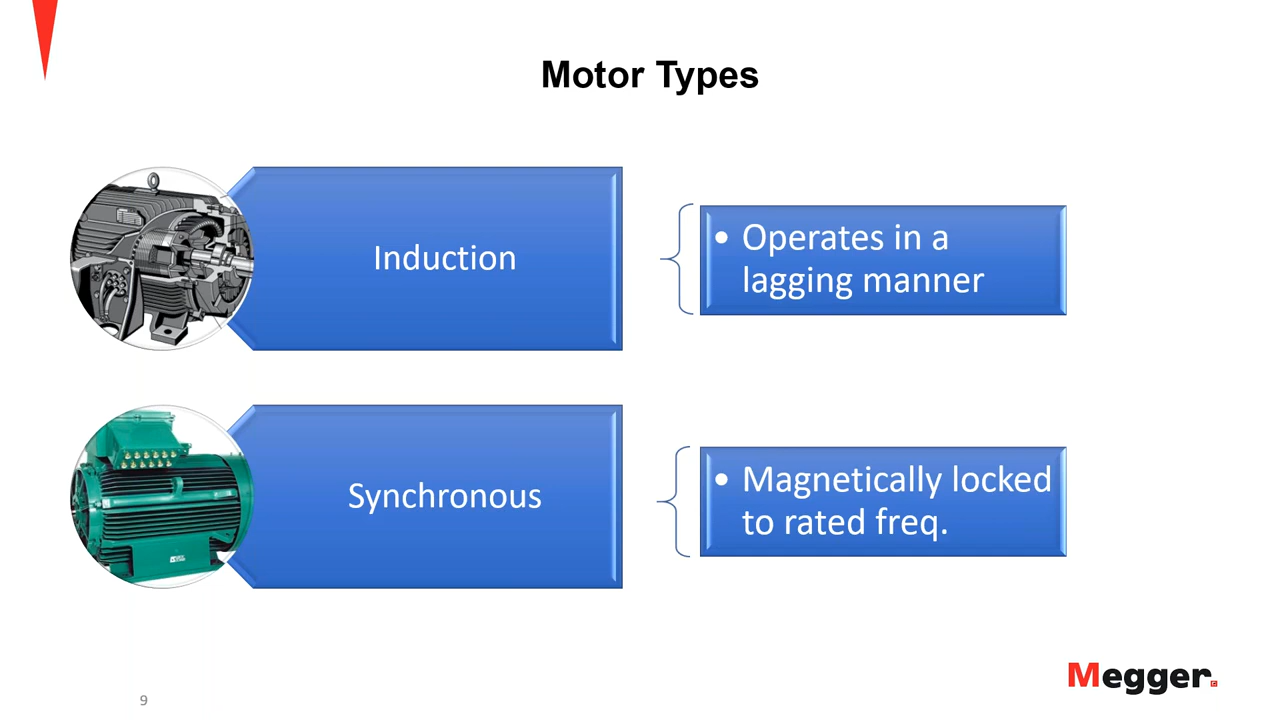 Motor Types
Induction
• Operates in a
lagging manner
Synchronous
• Magnetically locked
to rated freq.
Megger.
9